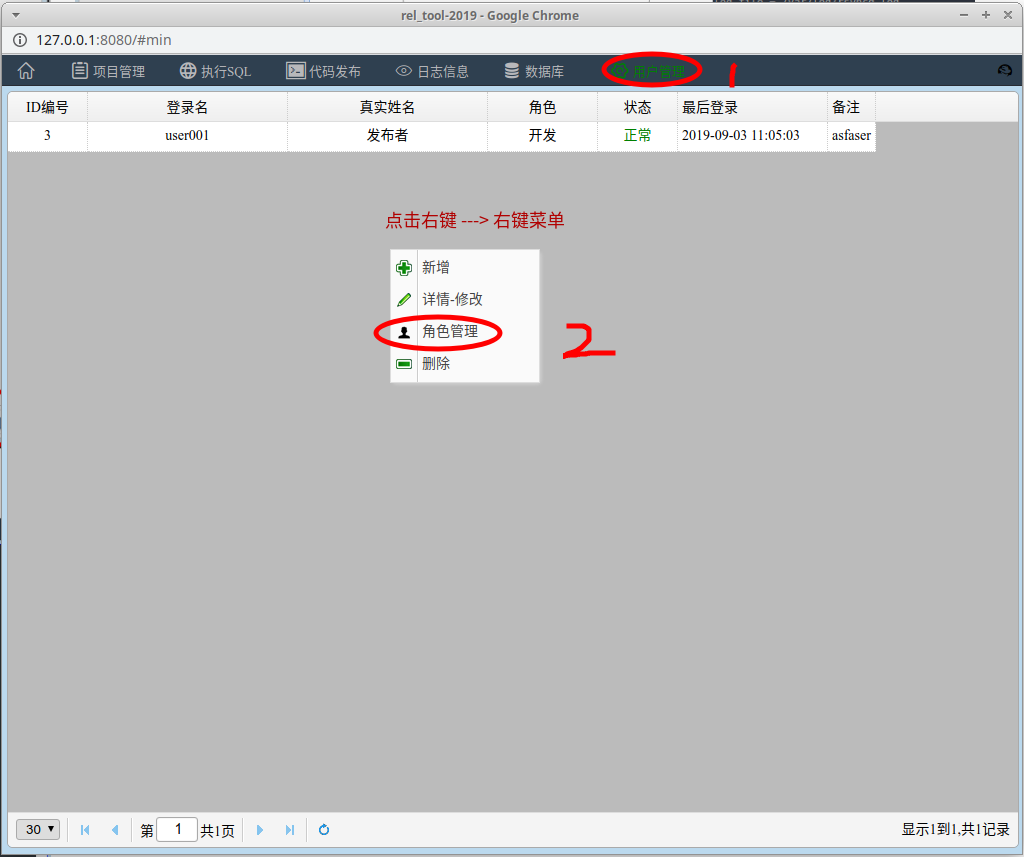 rel_tool-2019 - Google Chrome
127.0.0.1:8080/#min
项目管理 执行SQL 代码发布 日志信息 数据库 用户管理 1
ID编号 登录名 真实姓名 角色 状态 最后登录 备注
3 user001 发布者 开发 正常 2019-09-03 11:05:03 asfaser
点击右键 ---> 右键菜单
新增
详情-修改
角色管理 2
删除
30 第 1 共1页 显示1到1,共1记录